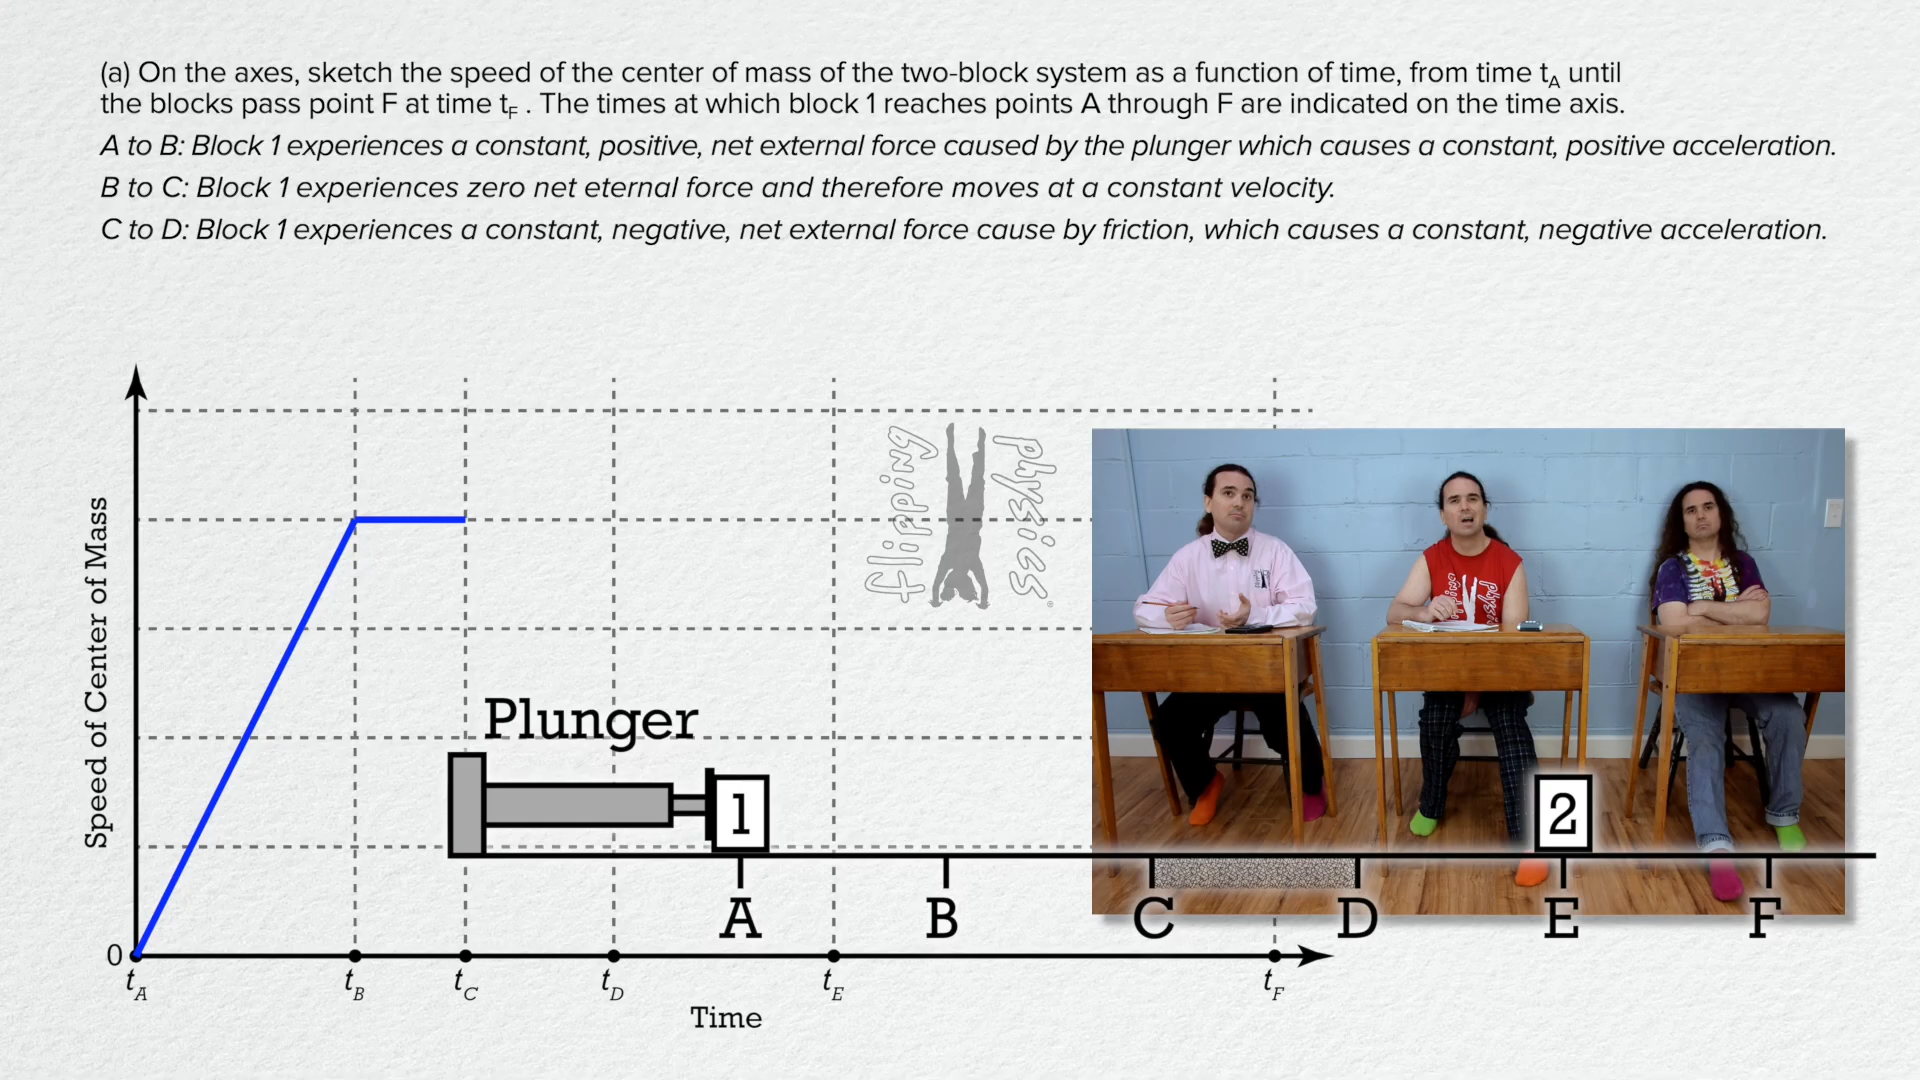 (a) On the axes, sketch the speed of the center of mass of the two-block system as a function of time, from time tA until
the blocks pass point F at time tF . The times at which block 1 reaches points A through F are indicated on the time axis.
A to B: Block 1 experiences a constant, positive, net external force caused by the plunger which causes a constant, positive acceleration.
B to C: Block 1 experiences zero net eternal force and therefore moves at a constant velocity.
C to D: Block 1 experiences a constant, negative, net external force cause by friction, which causes a constant, negative acceleration.
Speed of Center of Mass
flipping
physics
®
flipping
physics
Plunger
1
2
A B C D E F
0
tA tB tC tD tE tF
Time